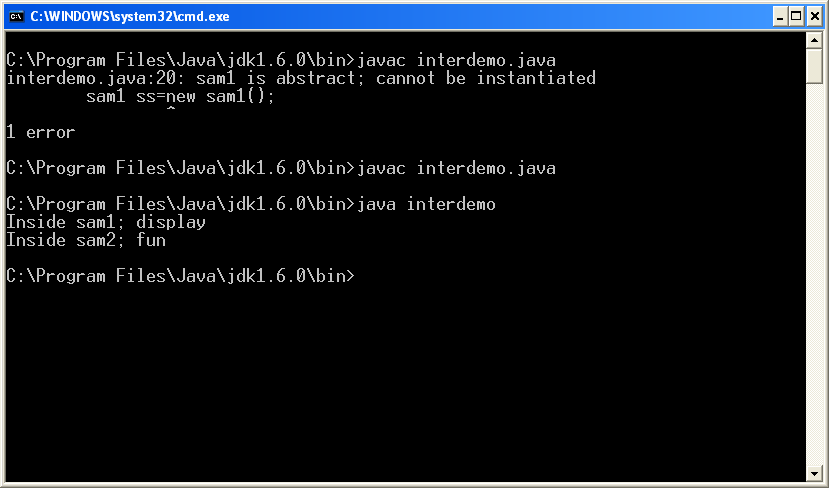 C:\WINDOWS\system32\cmd.exe
C:\Program Files\Java\jdk1.6.0\bin>javac interdemo.java
interdemo.java:20: sam1 is abstract; cannot be instantiated
        sam1 ss=new sam1();
                ^
1 error
C:\Program Files\Java\jdk1.6.0\bin>javac interdemo.java
C:\Program Files\Java\jdk1.6.0\bin>java interdemo
Inside sam1; display
Inside sam2; fun
C:\Program Files\Java\jdk1.6.0\bin>